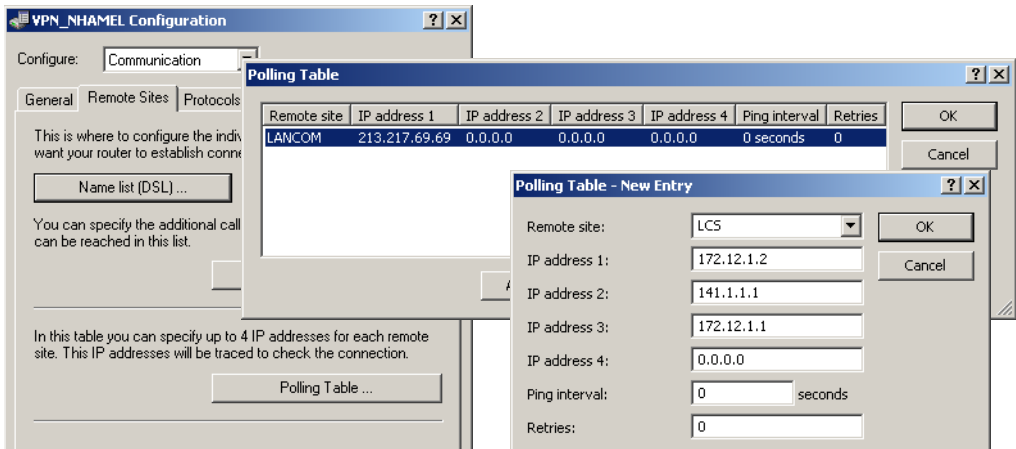 VPN_NHAMEL Configuration
Configure: Communication
General Remote Sites Protocols
This is where to configure the indiv
want your router to establish conne
Name list (DSL) ...
You can specify the additional call
can be reached in this list.
In this table you can specify up to 4 IP addresses for each remote
site. This IP addresses will be traced to check the connection.
Polling Table ...
Polling Table
Remote site IP address 1 IP address 2 IP address 3 IP address 4 Ping interval Retries
LANCOM 213.217.69.69 0.0.0.0 0.0.0.0 0.0.0.0 0 seconds 0
OK
Cancel
Polling Table - New Entry
Remote site: LCS
IP address 1: 172.12.1.2
IP address 2: 141.1.1.1
IP address 3: 172.12.1.1
IP address 4: 0.0.0.0
Ping interval: 0 seconds
Retries: 0
OK
Cancel